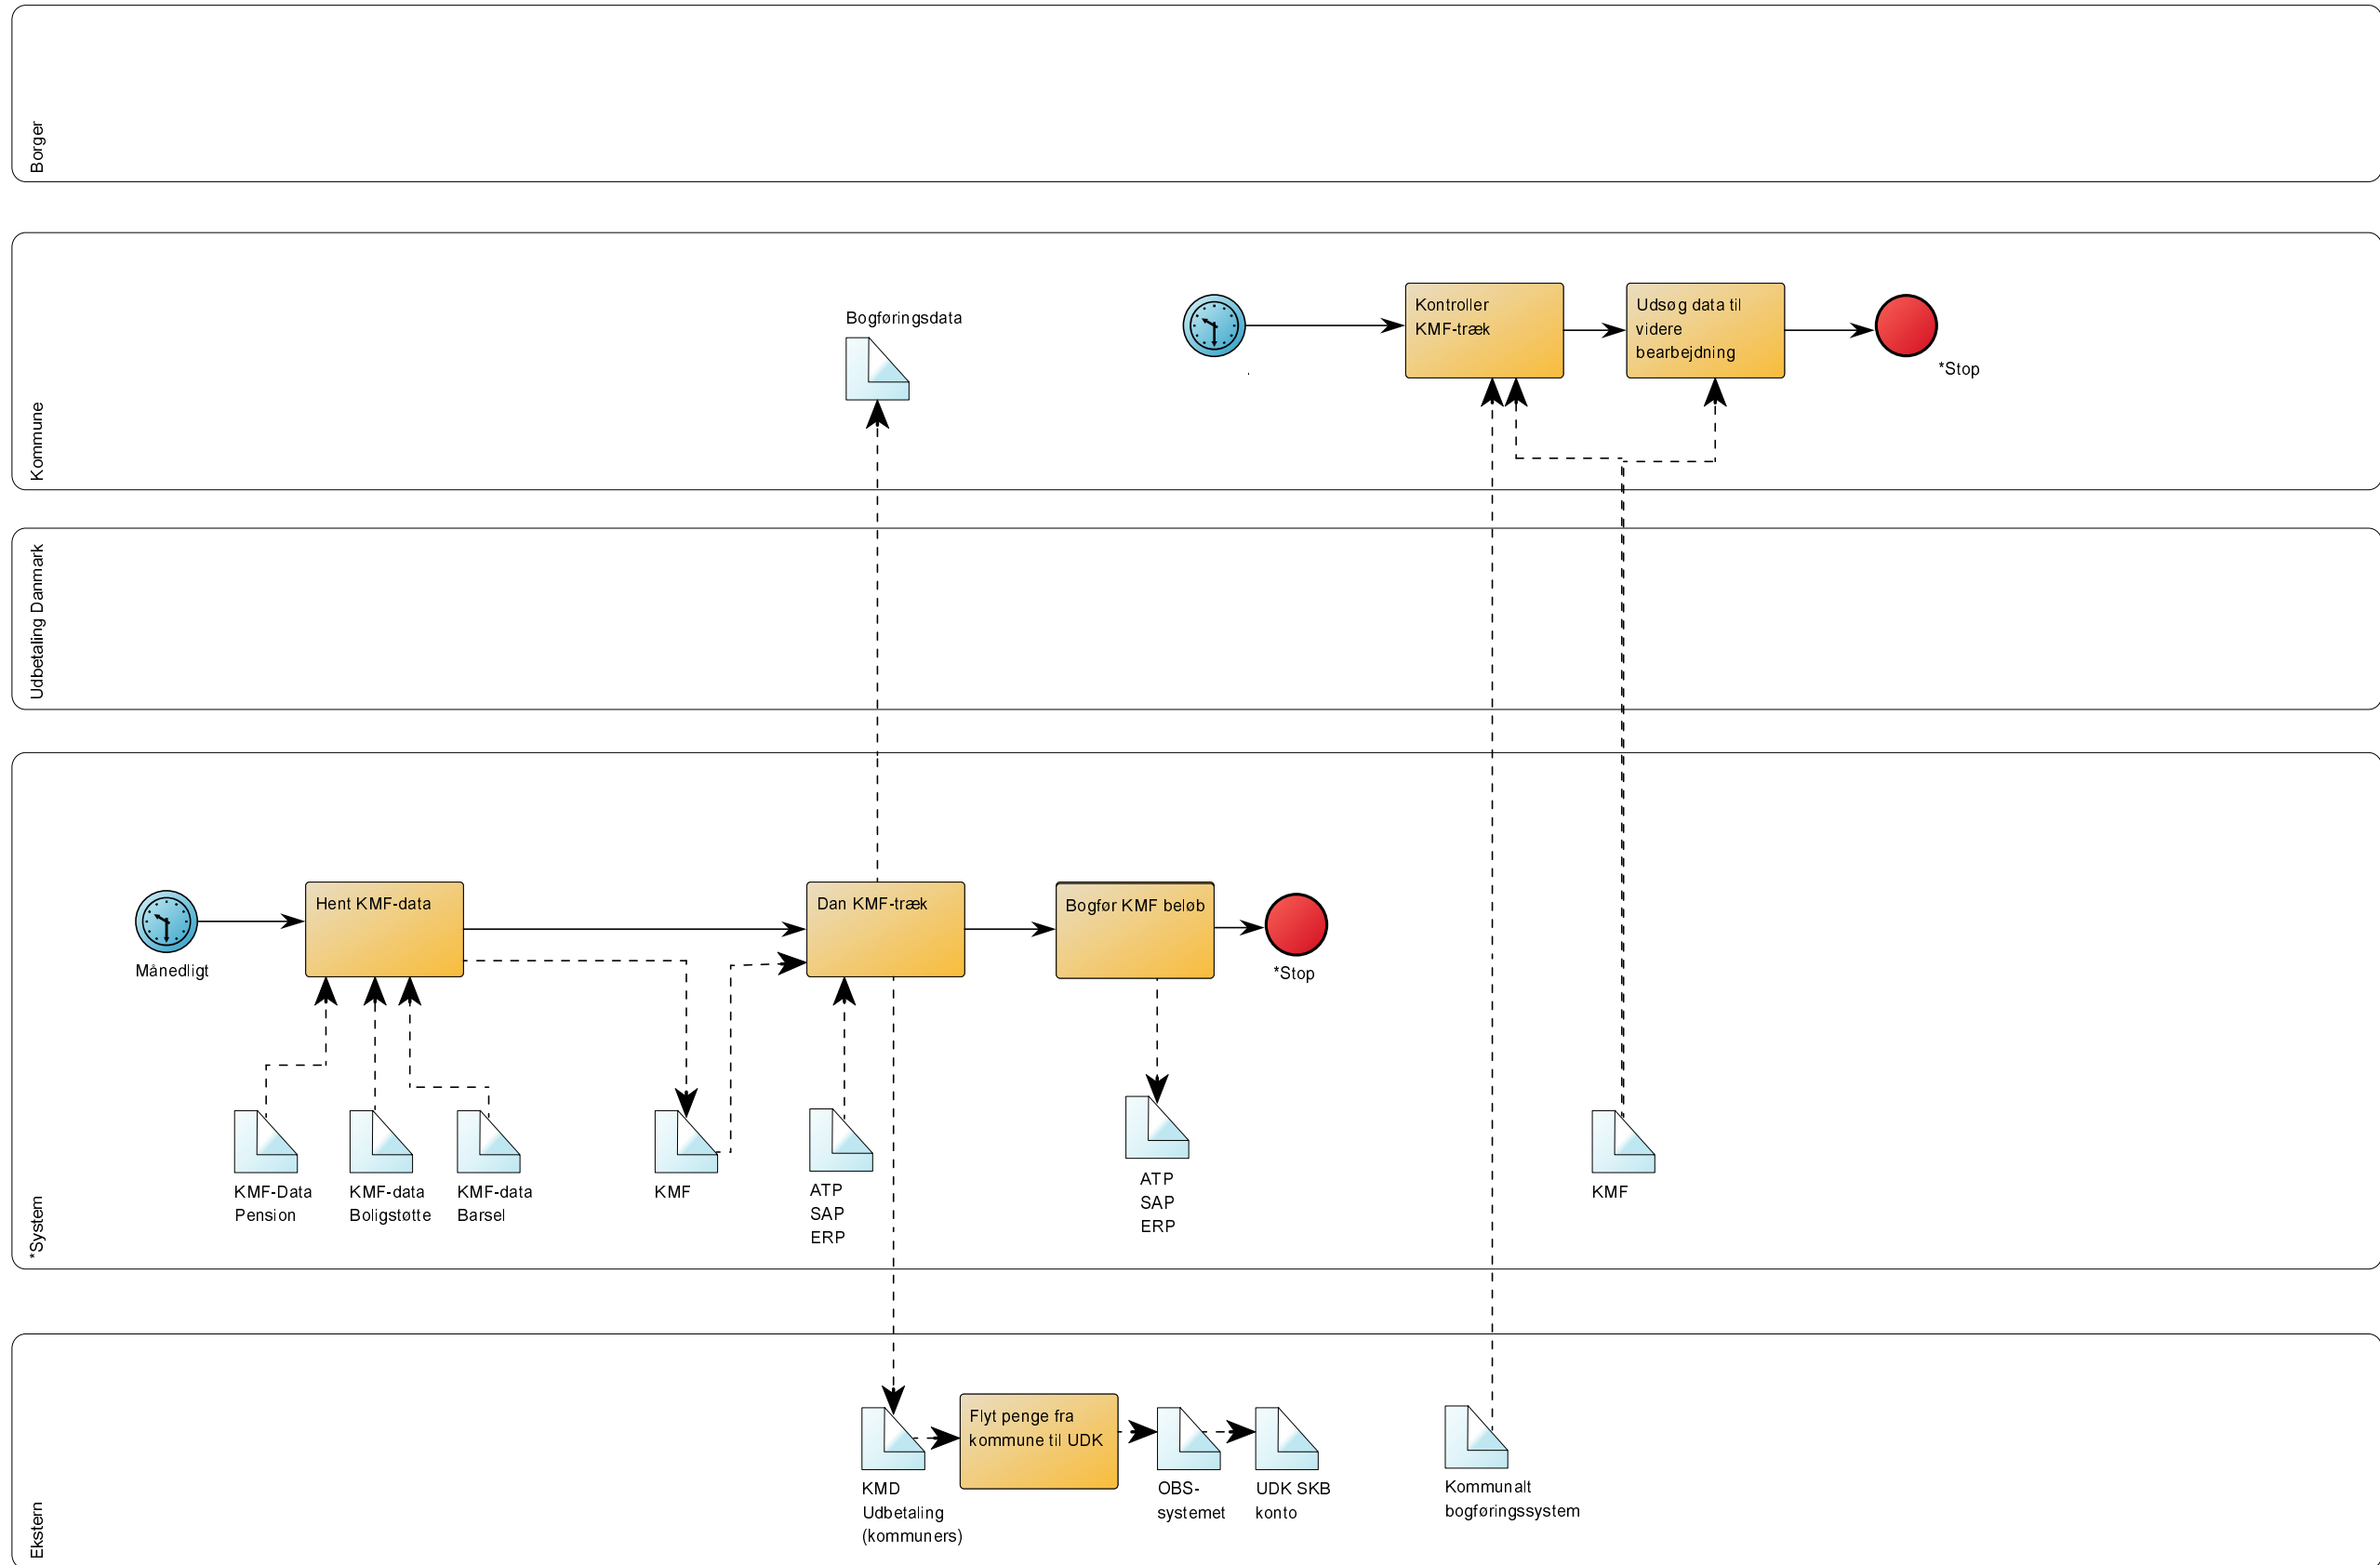 Borger
Kommune
Bogføringsdata
.
Kontroller
KMF-træk
Udsøg data til
videre
bearbejdning
*Stop
Udbetaling Danmark
*System
Månedligt
Hent KMF-data
Dan KMF-træk
Bogfør KMF beløb
*Stop
KMF-Data
Pension
KMF-data
Boligstøtte
KMF-data
Barsel
KMF
ATP
SAP
ERP
ATP
SAP
ERP
KMF
Ekstern
KMD
Udbetaling
(kommuners)
Flyt penge fra
kommune til UDK
OBS-
systemet
UDK SKB
konto
Kommunalt
bogføringssystem